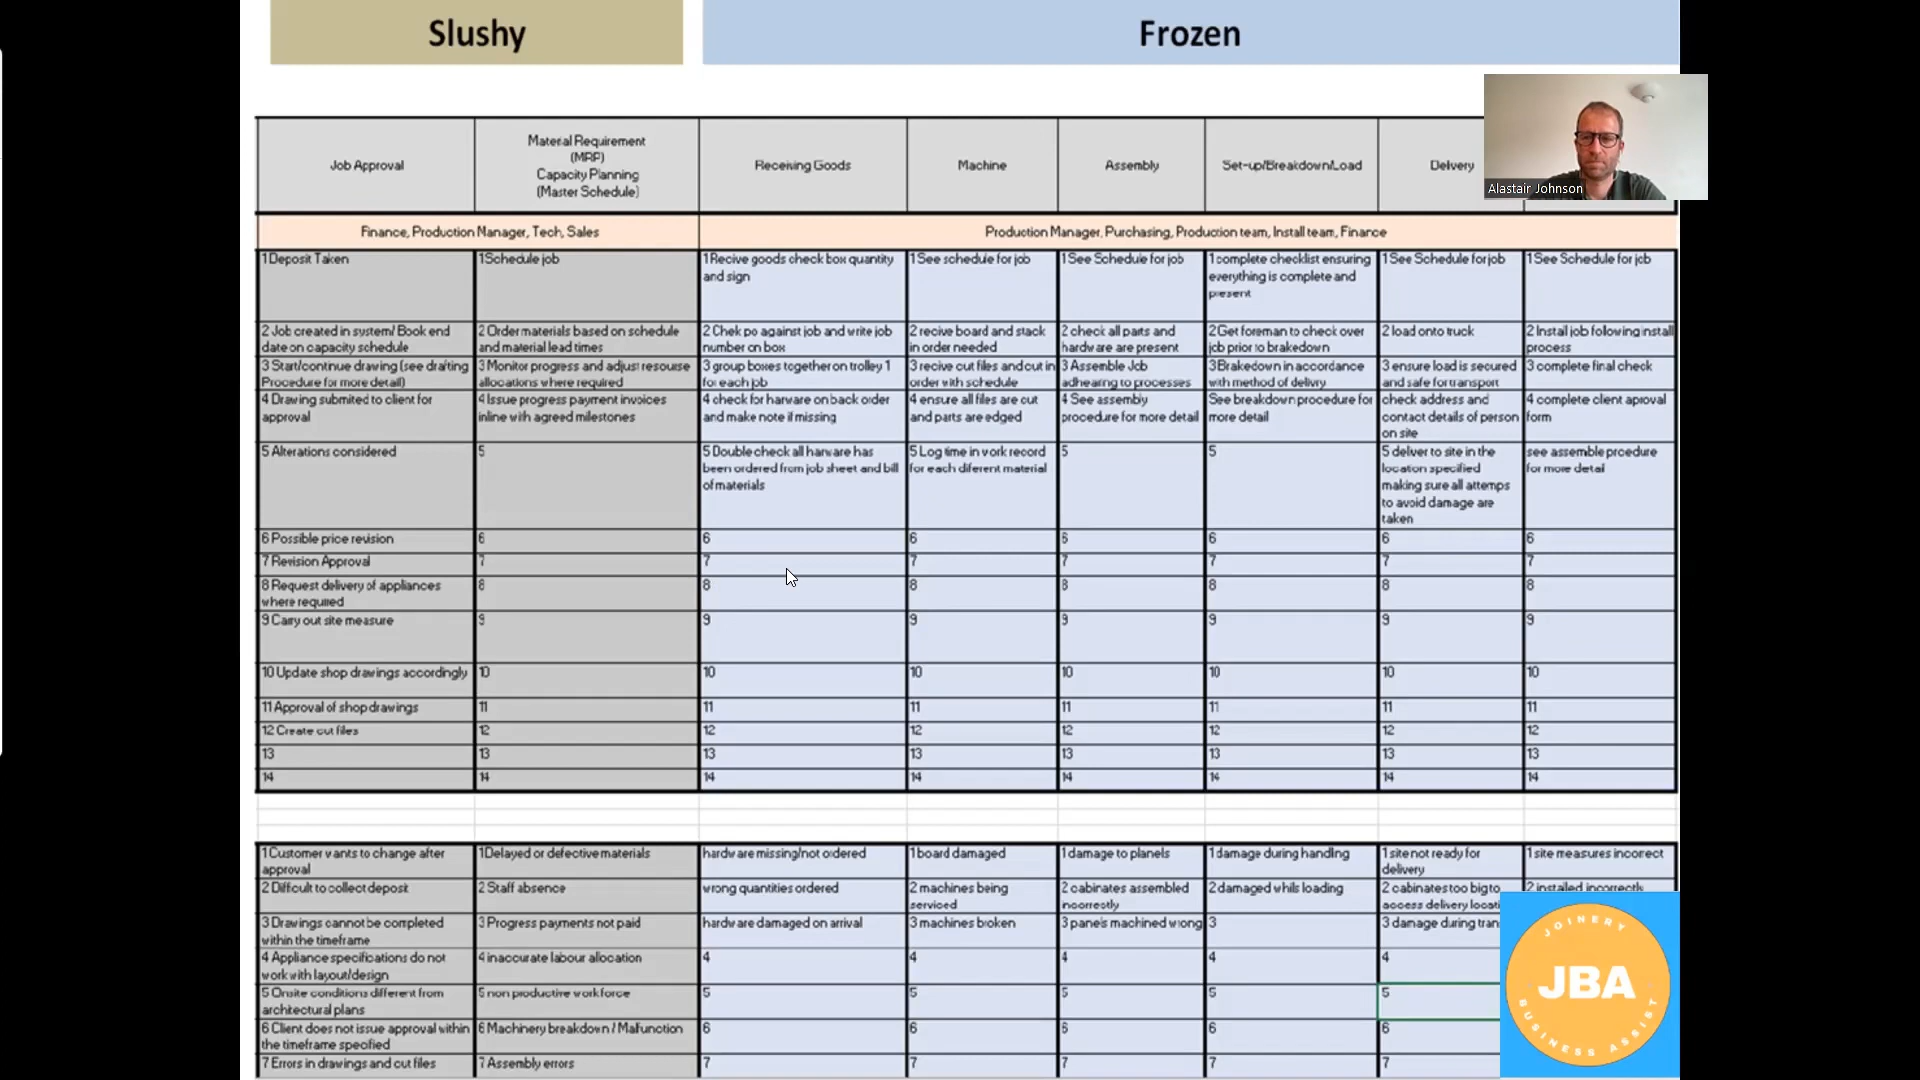 Slushy
Frozen
Job Approval
Material Requirement
(MRP)
Capacity Planning
(Master Schedule)
Receiving Goods
Machine
Assembly
Set-up/Breakdown/Load
Delivery
Alastair Johnson
Finance, Production Manager, Tech, Sales
Production Manager, Purchasing, Production team, Install team, Finance
1 Deposit Taken
1 Schedule job
1 Recive goods check box quantity
and sign
1 See schedule for job
1 See Schedule for job
1 complete checklist ensuring
everything is complete and
present
1 See Schedule for job
1 See Schedule for job
2 Job created in system/ Book end
date on capacity schedule
2 Order materials based on schedule
and material lead times
2 Chek po against job and write job
number on box
2 recive board and stack
in order needed
2 check all parts and
hardware are present
2 Get foreman to check over
job prior to brakedown
2 load onto truck
2 Install job following install
process
3 Start/continue drawing (see drafting
Procedure for more detail)
3 Monitor progress and adjust resourse
allocations where required
3 group boxes together on trolley 1
for each job
3 recive cut files and cut in
order with schedule
3 Assemble Job
adhearing to processes
3 Brakedown in accordance
with method of delivry
3 ensure load is secured
and safe for transport
3 complete final check
4 Drawing submited to client for
approval
4 Issue progress payment invoices
inline with agreed milestones
4 check for harware on back order
and make note if missing
4 ensure all files are cut
and parts are edged
4 See assembly
procedure for more detail
See breakdown procedure for
more detail
check address and
contact details of person
on site
4 complete client aproval
form
5 Alterations considered
5
5 Double check all harware has
been ordered from job sheet and bill
of materials
5 Log time in work record
for each diferent material
5
5
5 deliver to site in the
location specified
making sure all attemps
to avoid damage are
taken
see assemble prcedure
for more detail
6 Possible price revision
6
6
6
6
6
6
6
7 Revision Approval
7
7
7
7
7
7
7
8 Request delivery of appliances
where required
8
8
8
8
8
8
8
9 Carry out site measure
9
9
9
9
9
9
9
10 Update shop drawings accordingly
10
10
10
10
10
10
10
11 Approval of shop drawings
11
11
11
11
11
11
11
12 Create cut files
12
12
12
12
12
12
12
13
13
13
13
13
13
13
13
14
14
14
14
14
14
14
14
1 Customer wants to change after
approval
1 Delayed or defective materials
hardware missing/not ordered
1 board damaged
1 damage to planels
1 damage during handling
1 site not ready for
delivery
1 site measures incorrect
2 Difficult to collect deposit
2 Staff absence
wrong quantities ordered
2 machines being
serviced
2 cabinates assembled
incorrectly
2 damaged whils loading
2 cabinates too big to
access delivery
2 installed incorrectly
3 Drawings cannot be completed
within the timeframe
3 Progress payments not paid
hardware damaged on arrival
3 machines broken
3 panels machined wrong
3
3 damage during
4 Appliance specifications do not
work with layout/design
4 inaccurate labour allocation
4
4
4
4
4
5 Onsite conditions different from
architectural plans
5 non productive workforce
5
5
5
5
5
6 Client does not issue approval within
the timeframe specified
6 Machinery breakdown / Malfunction
6
6
6
6
6
7 Errors in drawings and cut files
7 Assembly errors
7
7
7
7
7
JOINERY
JBA
BUSINESS ASSIST